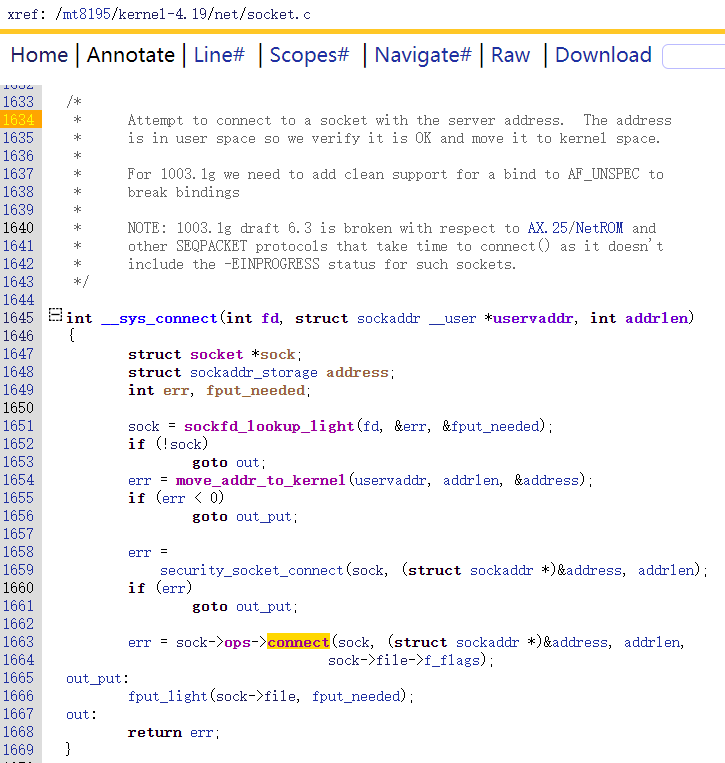 xref: /mt8195/kernel-4.19/net/socket.c
Home | Annotate | Line# | Scopes# | Navigate# | Raw | Download
1632
1633 /*
1634  *      Attempt to connect to a socket with the server address.  The address
1635  *      is in user space so we verify it is OK and move it to kernel space.
1636  *
1637  *      For 1003.1g we need to add clean support for a bind to AF_UNSPEC to
1638  *      break bindings
1639  *
1640  *      NOTE: 1003.1g draft 6.3 is broken with respect to AX.25/NetROM and
1641  *      other SEQPACKET protocols that take time to connect() as it doesn't
1642  *      include the -EINPROGRESS status for such sockets.
1643  */
1644
1645 int __sys_connect(int fd, struct sockaddr __user *uservaddr, int addrlen)
1646 {
1647         struct socket *sock;
1648         struct sockaddr_storage address;
1649         int err, fput_needed;
1650
1651         sock = sockfd_lookup_light(fd, &err, &fput_needed);
1652         if (!sock)
1653                 goto out;
1654         err = move_addr_to_kernel(uservaddr, addrlen, &address);
1655         if (err < 0)
1656                 goto out_put;
1657
1658         err =
1659             security_socket_connect(sock, (struct sockaddr *)&address, addrlen);
1660         if (err)
1661                 goto out_put;
1662
1663         err = sock->ops->connect(sock, (struct sockaddr *)&address, addrlen,
1664                                  sock->file->f_flags);
1665 out_put:
1666         fput_light(sock->file, fput_needed);
1667 out:
1668         return err;
1669 }